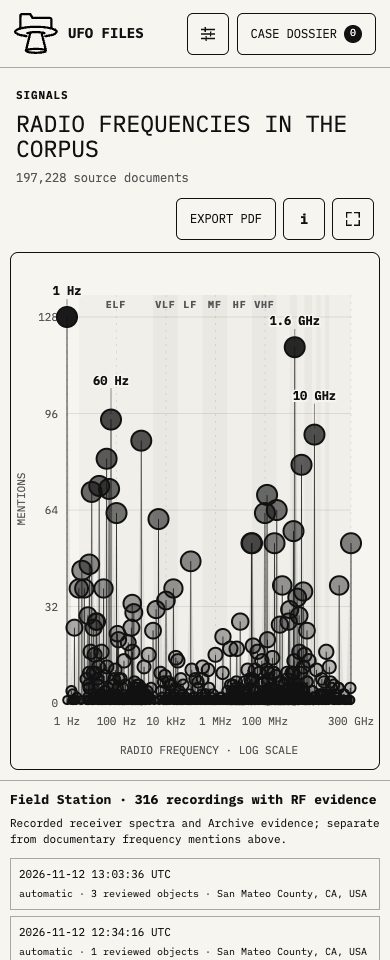 UFO FILES
CASE DOSSIER 0
SIGNALS
RADIO FREQUENCIES IN THE
CORPUS
197,228 source documents
EXPORT PDF
i
1 Hz
ELF VLF LF MF HF VHF
128
1.6 GHz
60 Hz
10 GHz
96
MENTIONS
64
32
0
1 Hz 100 Hz 10 kHz 1 MHz 100 MHz 300 GHz
RADIO FREQUENCY · LOG SCALE
Field Station · 316 recordings with RF evidence
Recorded receiver spectra and Archive evidence; separate
from documentary frequency mentions above.
2026-11-12 13:03:36 UTC
automatic · 3 reviewed objects · San Mateo County, CA, USA
2026-11-12 12:34:16 UTC
automatic · 1 reviewed objects · San Mateo County, CA, USA